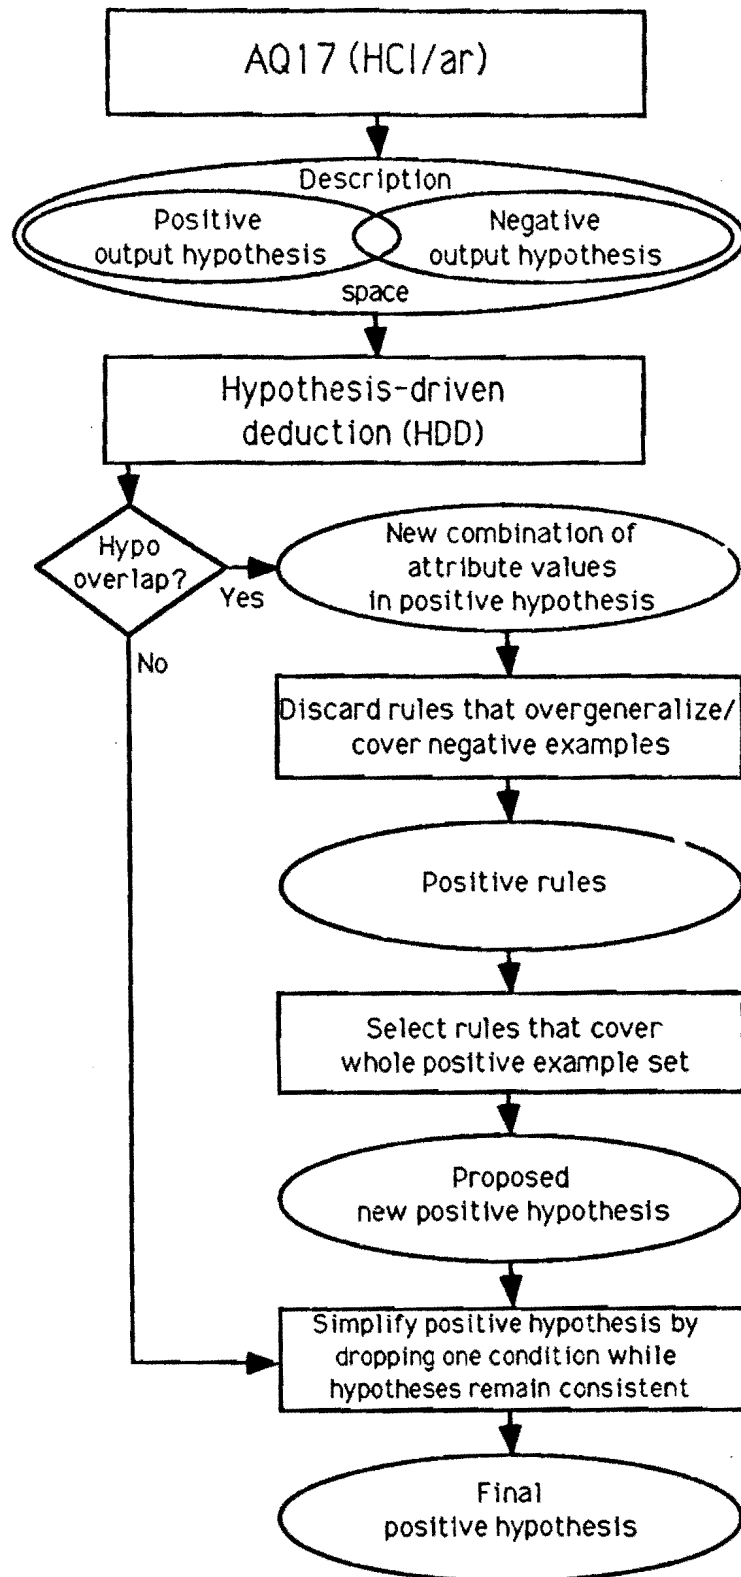 AQ17 (HCI/ar)
Description
Positive
output hypothesis
Negative
output hypothesis
space
Hypothesis-driven
deduction (HDD)
Hypo
overlap?
Yes
No
New combination of
attribute values
in positive hypothesis
Discard rules that overgeneralize/
cover negative examples
Positive rules
Select rules that cover
whole positive example set
Proposed
new positive hypothesis
Simplify positive hypothesis by
dropping one condition while
hypotheses remain consistent
Final
positive hypothesis